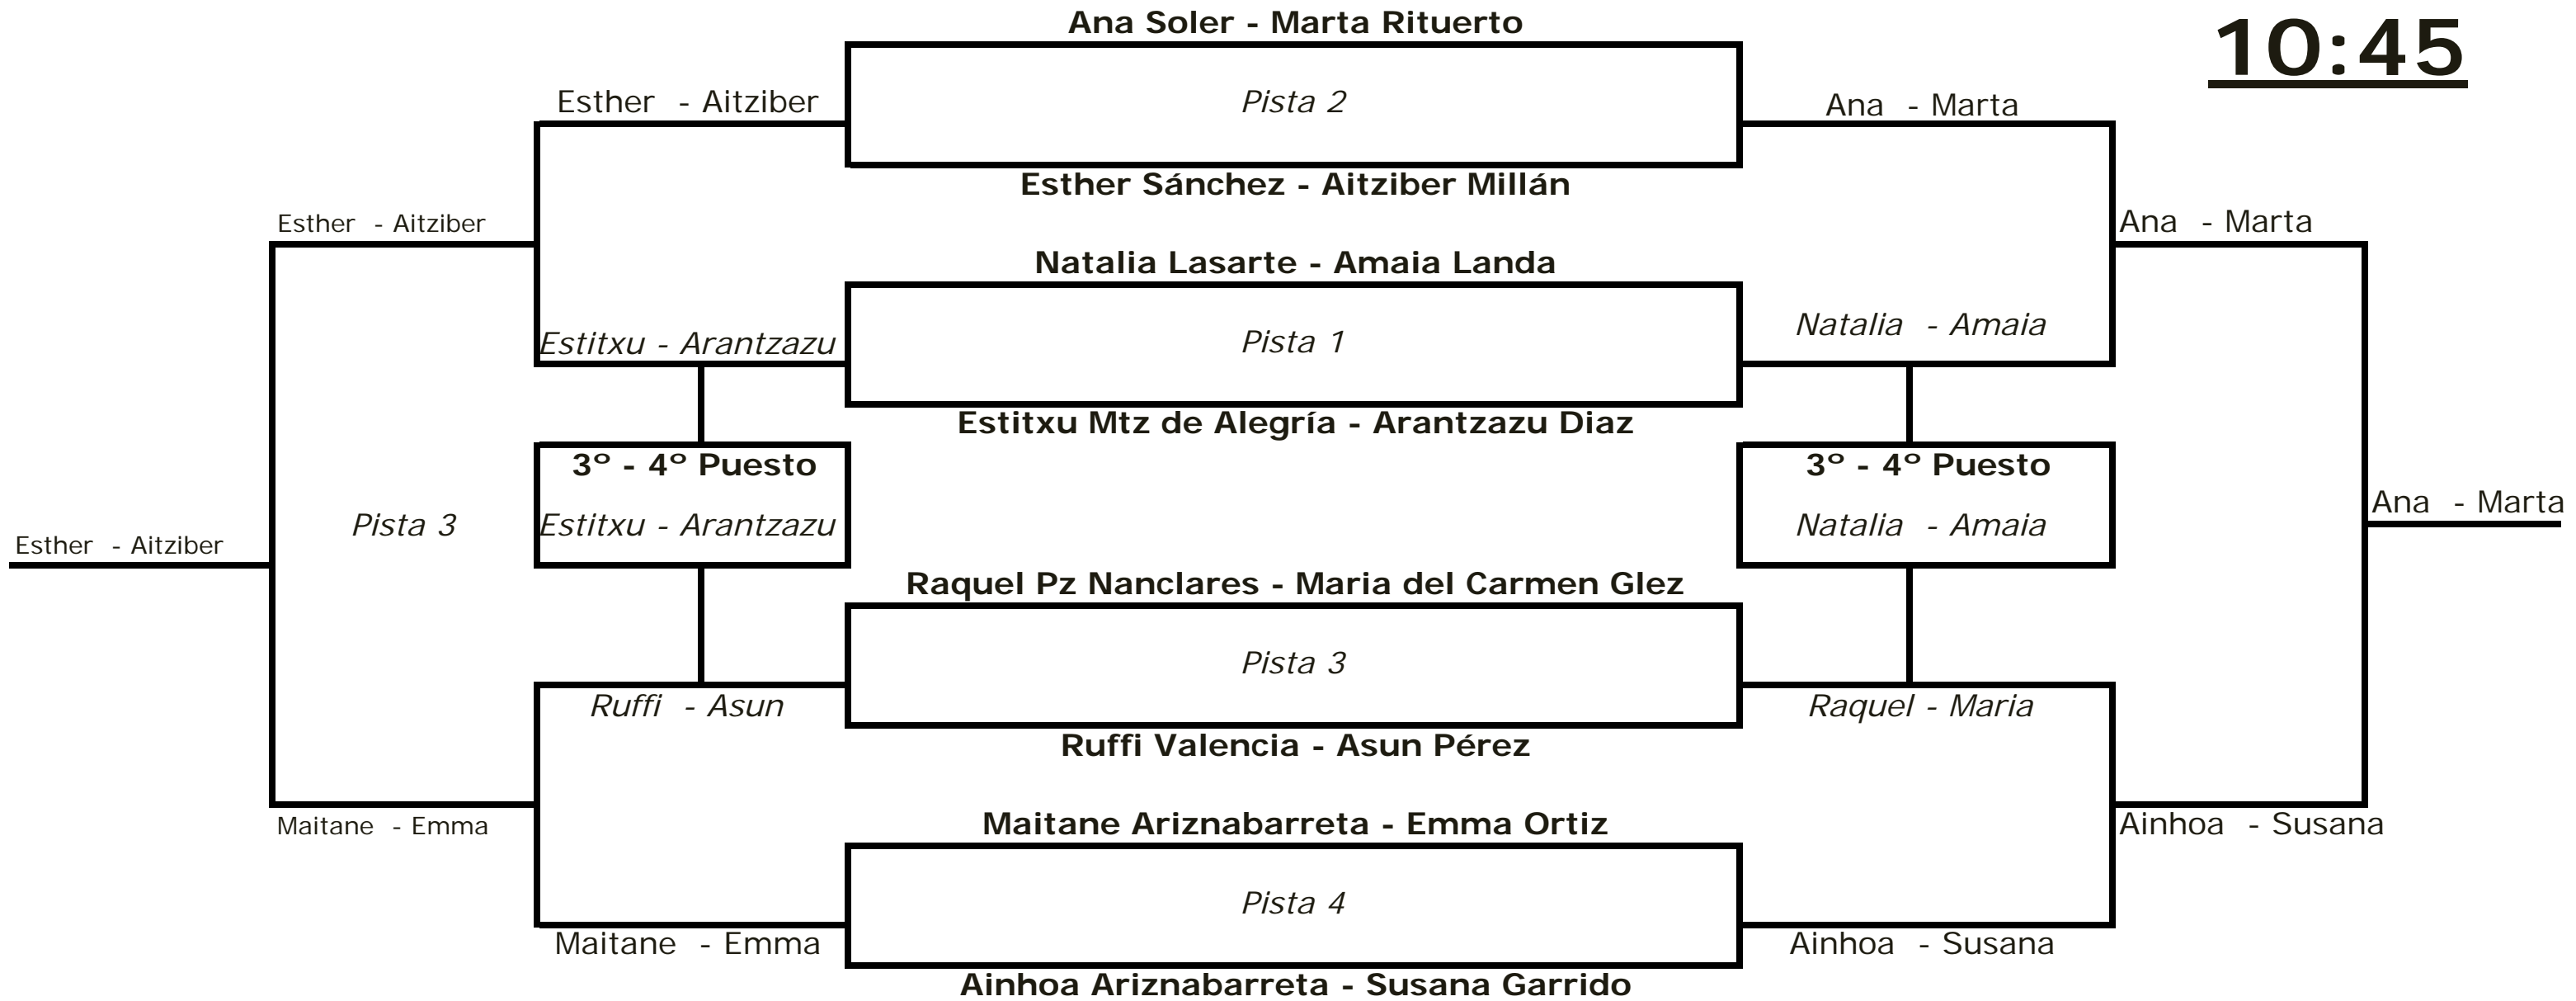 Ana Soler - Marta Rituerto
10:45
Esther - Aitziber
Pista 2
Ana - Marta
Esther Sánchez - Aitziber Millán
Esther - Aitziber
Ana - Marta
Natalia Lasarte - Amaia Landa
Estitxu - Arantzazu
Pista 1
Natalia - Amaia
Estitxu Mtz de Alegría - Arantzazu Diaz
3º - 4º Puesto
3º - 4º Puesto
Esther - Aitziber
Pista 3
Estitxu - Arantzazu
Natalia - Amaia
Ana - Marta
Raquel Pz Nanclares - Maria del Carmen Glez
Pista 3
Ruffi - Asun
Raquel - Maria
Ruffi Valencia - Asun Pérez
Maitane - Emma
Maitane Ariznabarreta - Emma Ortiz
Ainhoa - Susana
Pista 4
Maitane - Emma
Ainhoa - Susana
Ainhoa Ariznabarreta - Susana Garrido